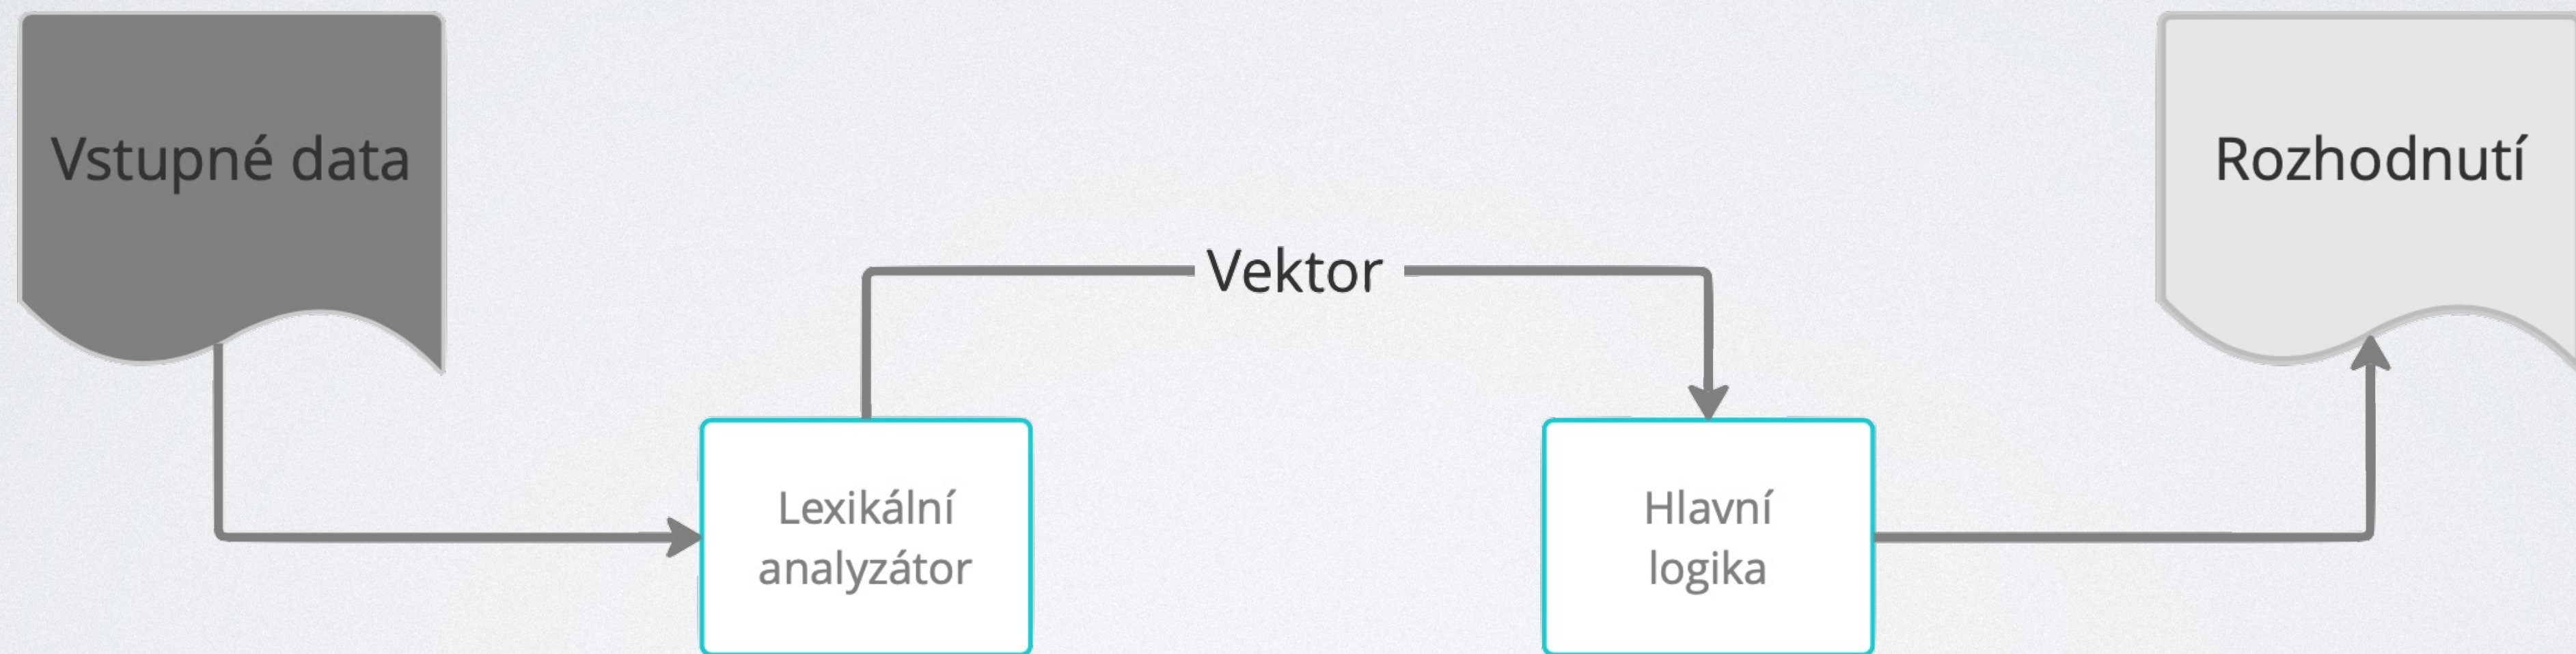 Vstupné data
Rozhodnutí
Vektor
Lexikální
analyzátor
Hlavní
logika